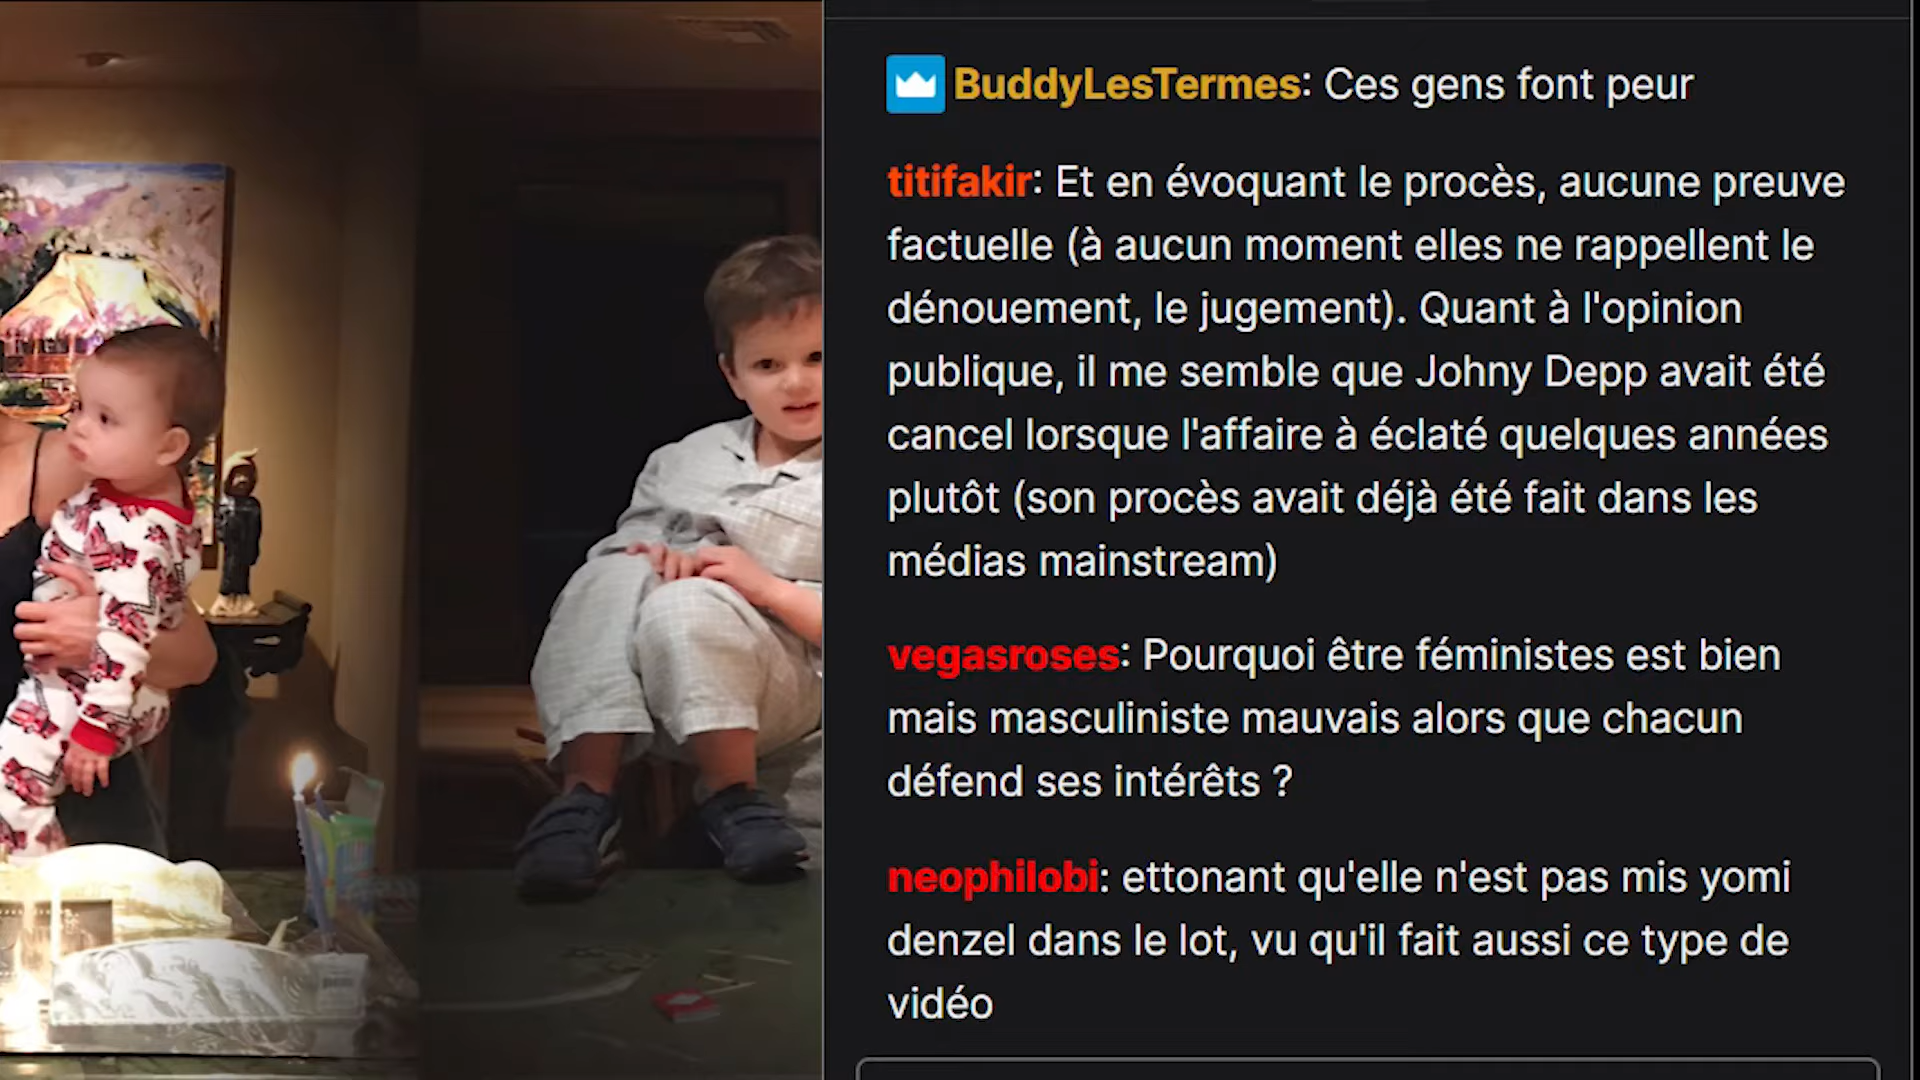 BuddyLesTermes: Ces gens font peur
titifakir: Et en évoquant le procès, aucune preuve
factuelle (à aucun moment elles ne rappellent le
dénouement, le jugement). Quant à l'opinion
publique, il me semble que Johny Depp avait été
cancel lorsque l'affaire à éclaté quelques années
plutôt (son procès avait déjà été fait dans les
médias mainstream)
vegasroses: Pourquoi être féministes est bien
mais masculiniste mauvais alors que chacun
défend ses intérêts ?
neophilobi: ettonant qu'elle n'est pas mis yomi
denzel dans le lot, vu qu'il fait aussi ce type de
vidéo